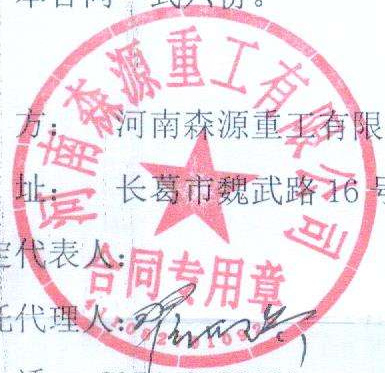 本合同一式六份。
方：河南森源重工有限
址：长葛市魏武路16号
定代表人：
托代理人：
河南森源重工有限公司
合同专用章